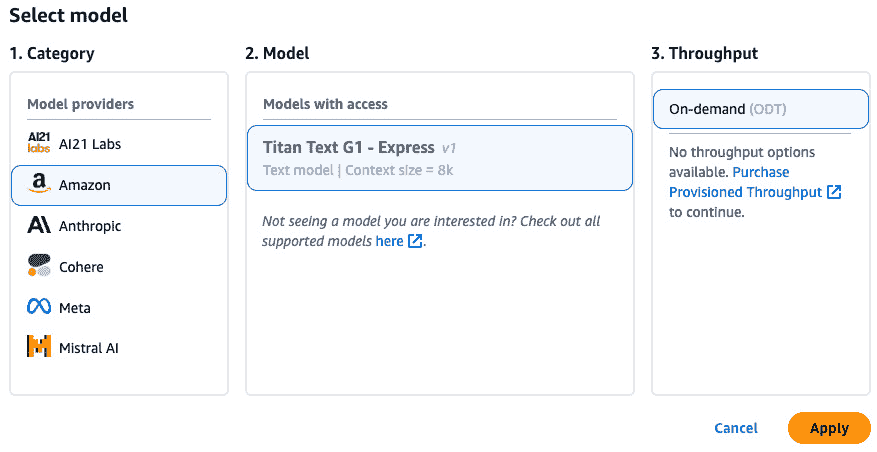 Select model
1. Category
Model providers
AI21 labs AI21 Labs
a Amazon
Anthropic
Cohere
Meta
Mistral AI
2. Model
Models with access
Titan Text G1 - Express v1
Text model | Context size = 8k
Not seeing a model you are interested in? Check out all
supported models here.
3. Throughput
On-demand (ODT)
No throughput options
available. Purchase
Provisioned Throughput
to continue.
Cancel
Apply